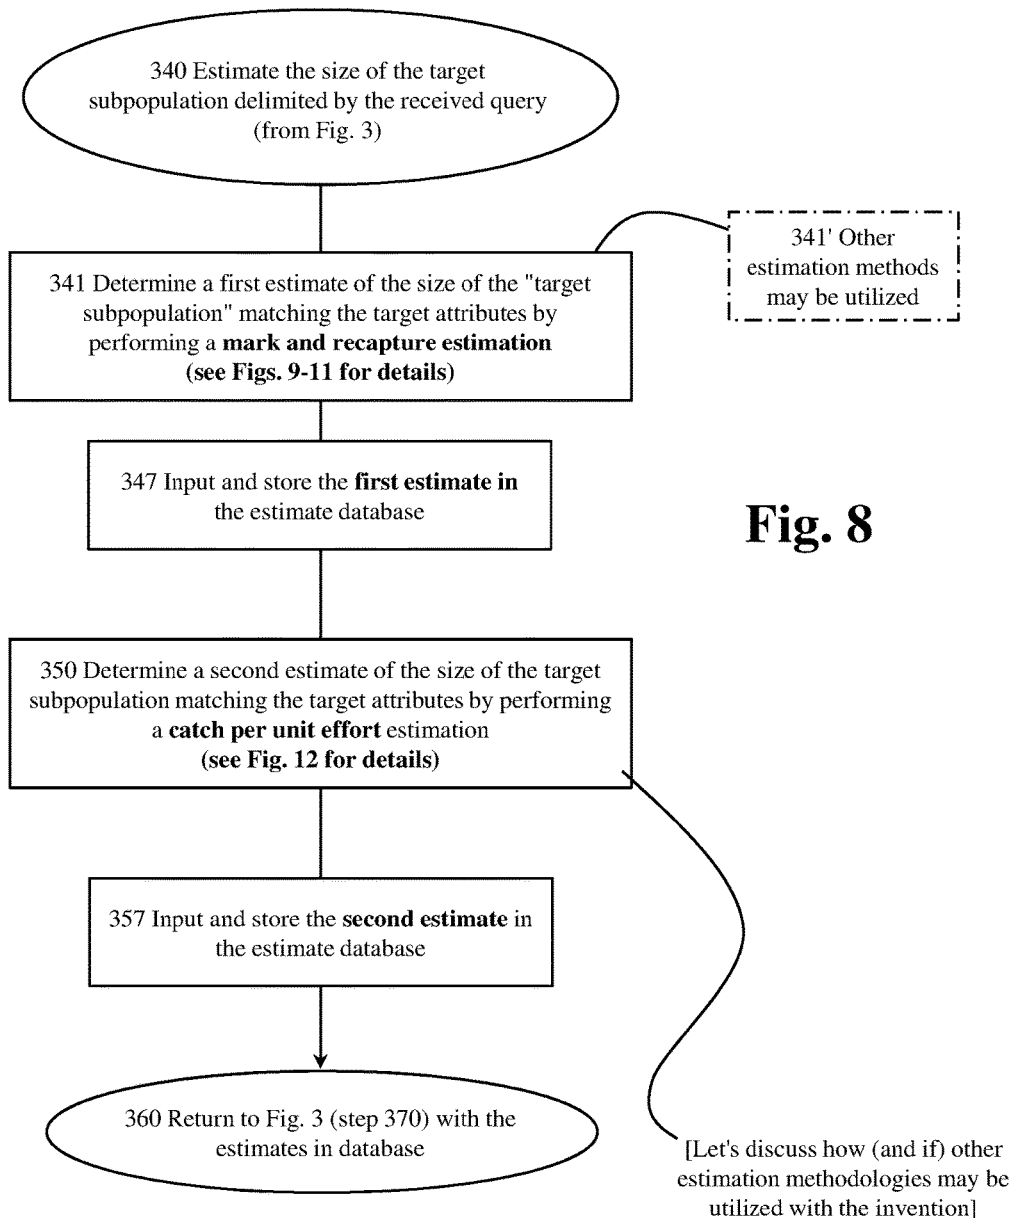 340 Estimate the size of the target
subpopulation delimited by the received query
(from Fig. 3)
341' Other
estimation methods
may be utilized
341 Determine a first estimate of the size of the "target
subpopulation" matching the target attributes by
performing a mark and recapture estimation
(see Figs. 9-11 for details)
347 Input and store the first estimate in
the estimate database
Fig. 8
350 Determine a second estimate of the size of the target
subpopulation matching the target attributes by performing
a catch per unit effort estimation
(see Fig. 12 for details)
357 Input and store the second estimate in
the estimate database
360 Return to Fig. 3 (step 370) with the
estimates in database
[Let's discuss how (and if) other
estimation methodologies may be
utilized with the invention]